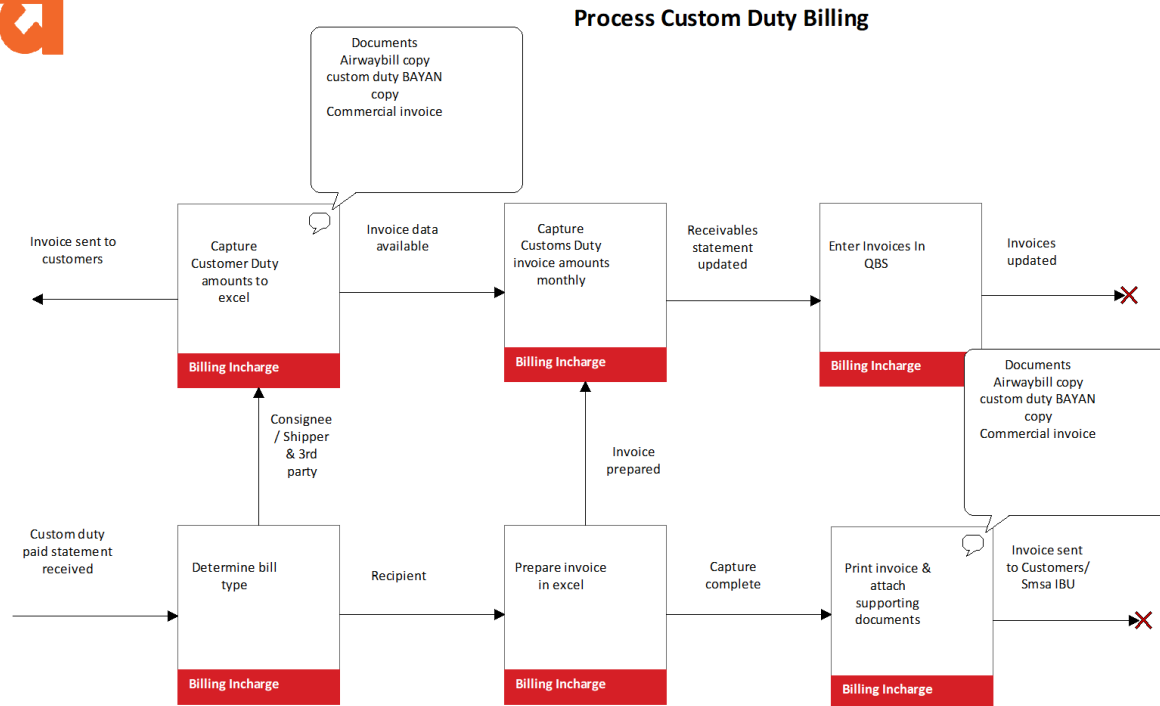 Process Custom Duty Billing
Documents
Airwaybill copy
custom duty BAYAN
copy
Commercial invoice
Invoice sent to
customers
Capture
Customer Duty
amounts to
excel
Billing Incharge
Invoice data
available
Capture
Customs Duty
invoice amounts
monthly
Billing Incharge
Receivables
statement
updated
Enter Invoices In
QBS
Billing Incharge
Invoices
updated
Documents
Airwaybill copy
custom duty BAYAN
copy
Commercial invoice
Consignee
/ Shipper
& 3rd
party
Invoice
prepared
Custom duty
paid statement
received
Determine bill
type
Billing Incharge
Recipient
Prepare invoice
in excel
Billing Incharge
Capture
complete
Print invoice &
attach
supporting
documents
Billing Incharge
Invoice sent
to Customers/
Smsa IBU